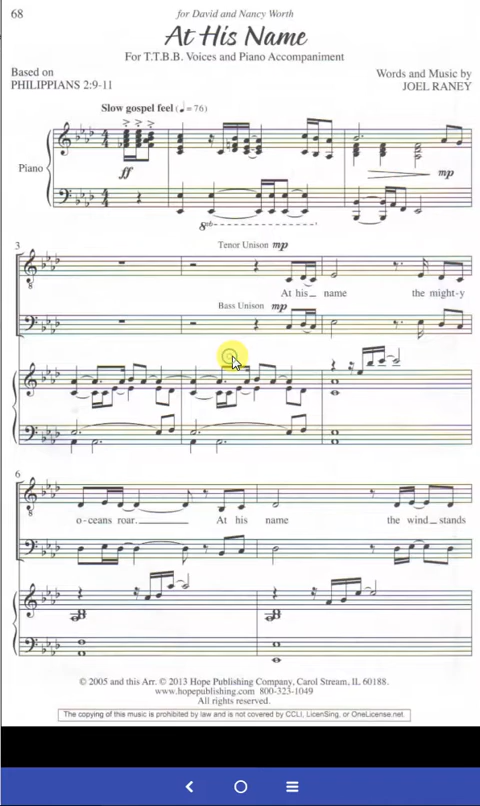 68
for David and Nancy Worth
At His Name
For T.T.B.B. Voices and Piano Accompaniment
Based on
PHILIPPIANS 2:9-11
Words and Music by
JOEL RANEY
Slow gospel feel (♩ = 76)
Piano
ff
mp
8vb
3
Tenor Unison mp
At his name the might-y
Bass Unison mp
6
o-ceans roar. At his name the wind stands
© 2005 and this Arr. © 2013 Hope Publishing Company, Carol Stream, IL 60188.
www.hopepublishing.com 800-323-1049
All rights reserved.
The copying of this music is prohibited by law and is not covered by CCLI, LicenSing, or OneLicense.net.